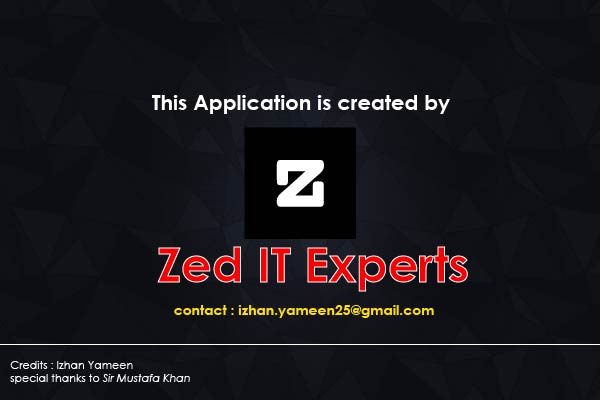 This Application is created by
Z
Zed IT Experts
contact : izhan.yameen25@gmail.com
Credits : Izhan Yameen
special thanks to Sir Mustafa Khan